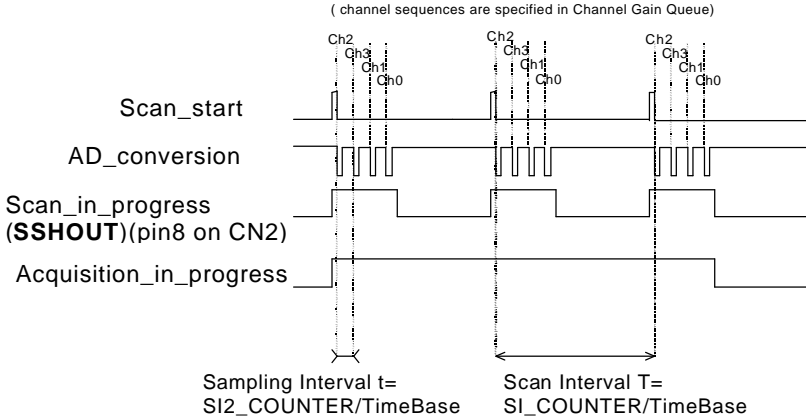 ( channel sequences are specified in Channel Gain Queue)
Ch2 Ch2 Ch2
Ch3 Ch3 Ch3
Ch1 Ch1 Ch1
Ch0 Ch0 Ch0
Scan_start
AD_conversion
Scan_in_progress
(SSHOUT)(pin8 on CN2)
Acquisition_in_progress
Sampling Interval t=
SI2_COUNTER/TimeBase
Scan Interval T=
SI_COUNTER/TimeBase